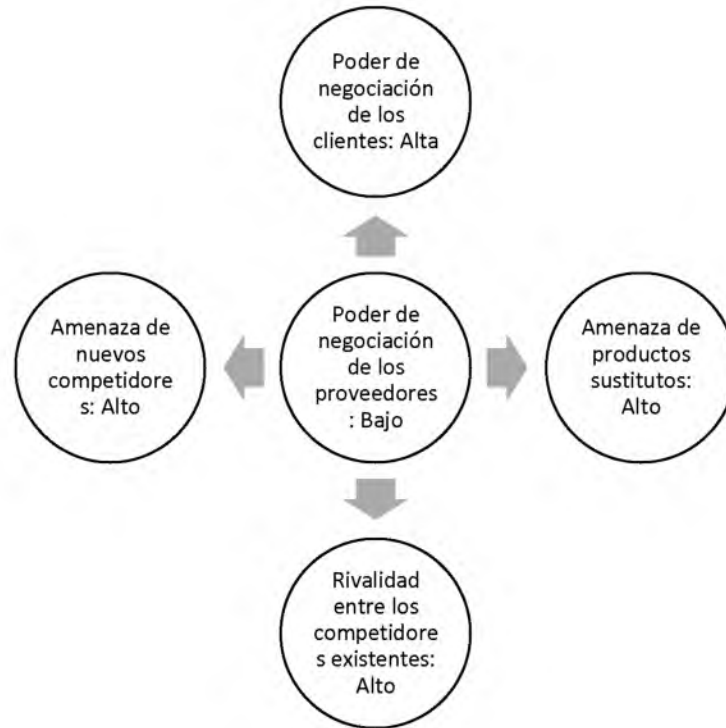 Poder de
negociación
de los
clientes: Alta
Amenaza de
nuevos
competidore
s: Alto
Poder de
negociación
de los
proveedores
: Bajo
Amenaza de
productos
sustitutos:
Alto
Rivalidad
entre los
competidore
s existentes:
Alto